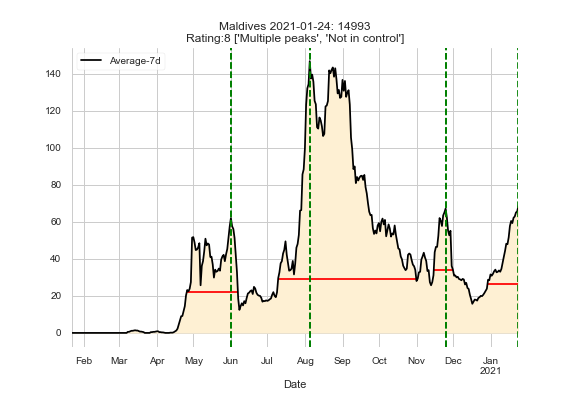 Maldives 2021-01-24: 14993
Rating:8 ['Multiple peaks', 'Not in control']
Average-7d
140
120
100
80
60
40
20
0
Feb Mar Apr May Jun Jul Aug Sep Oct Nov Dec Jan
2021
Date